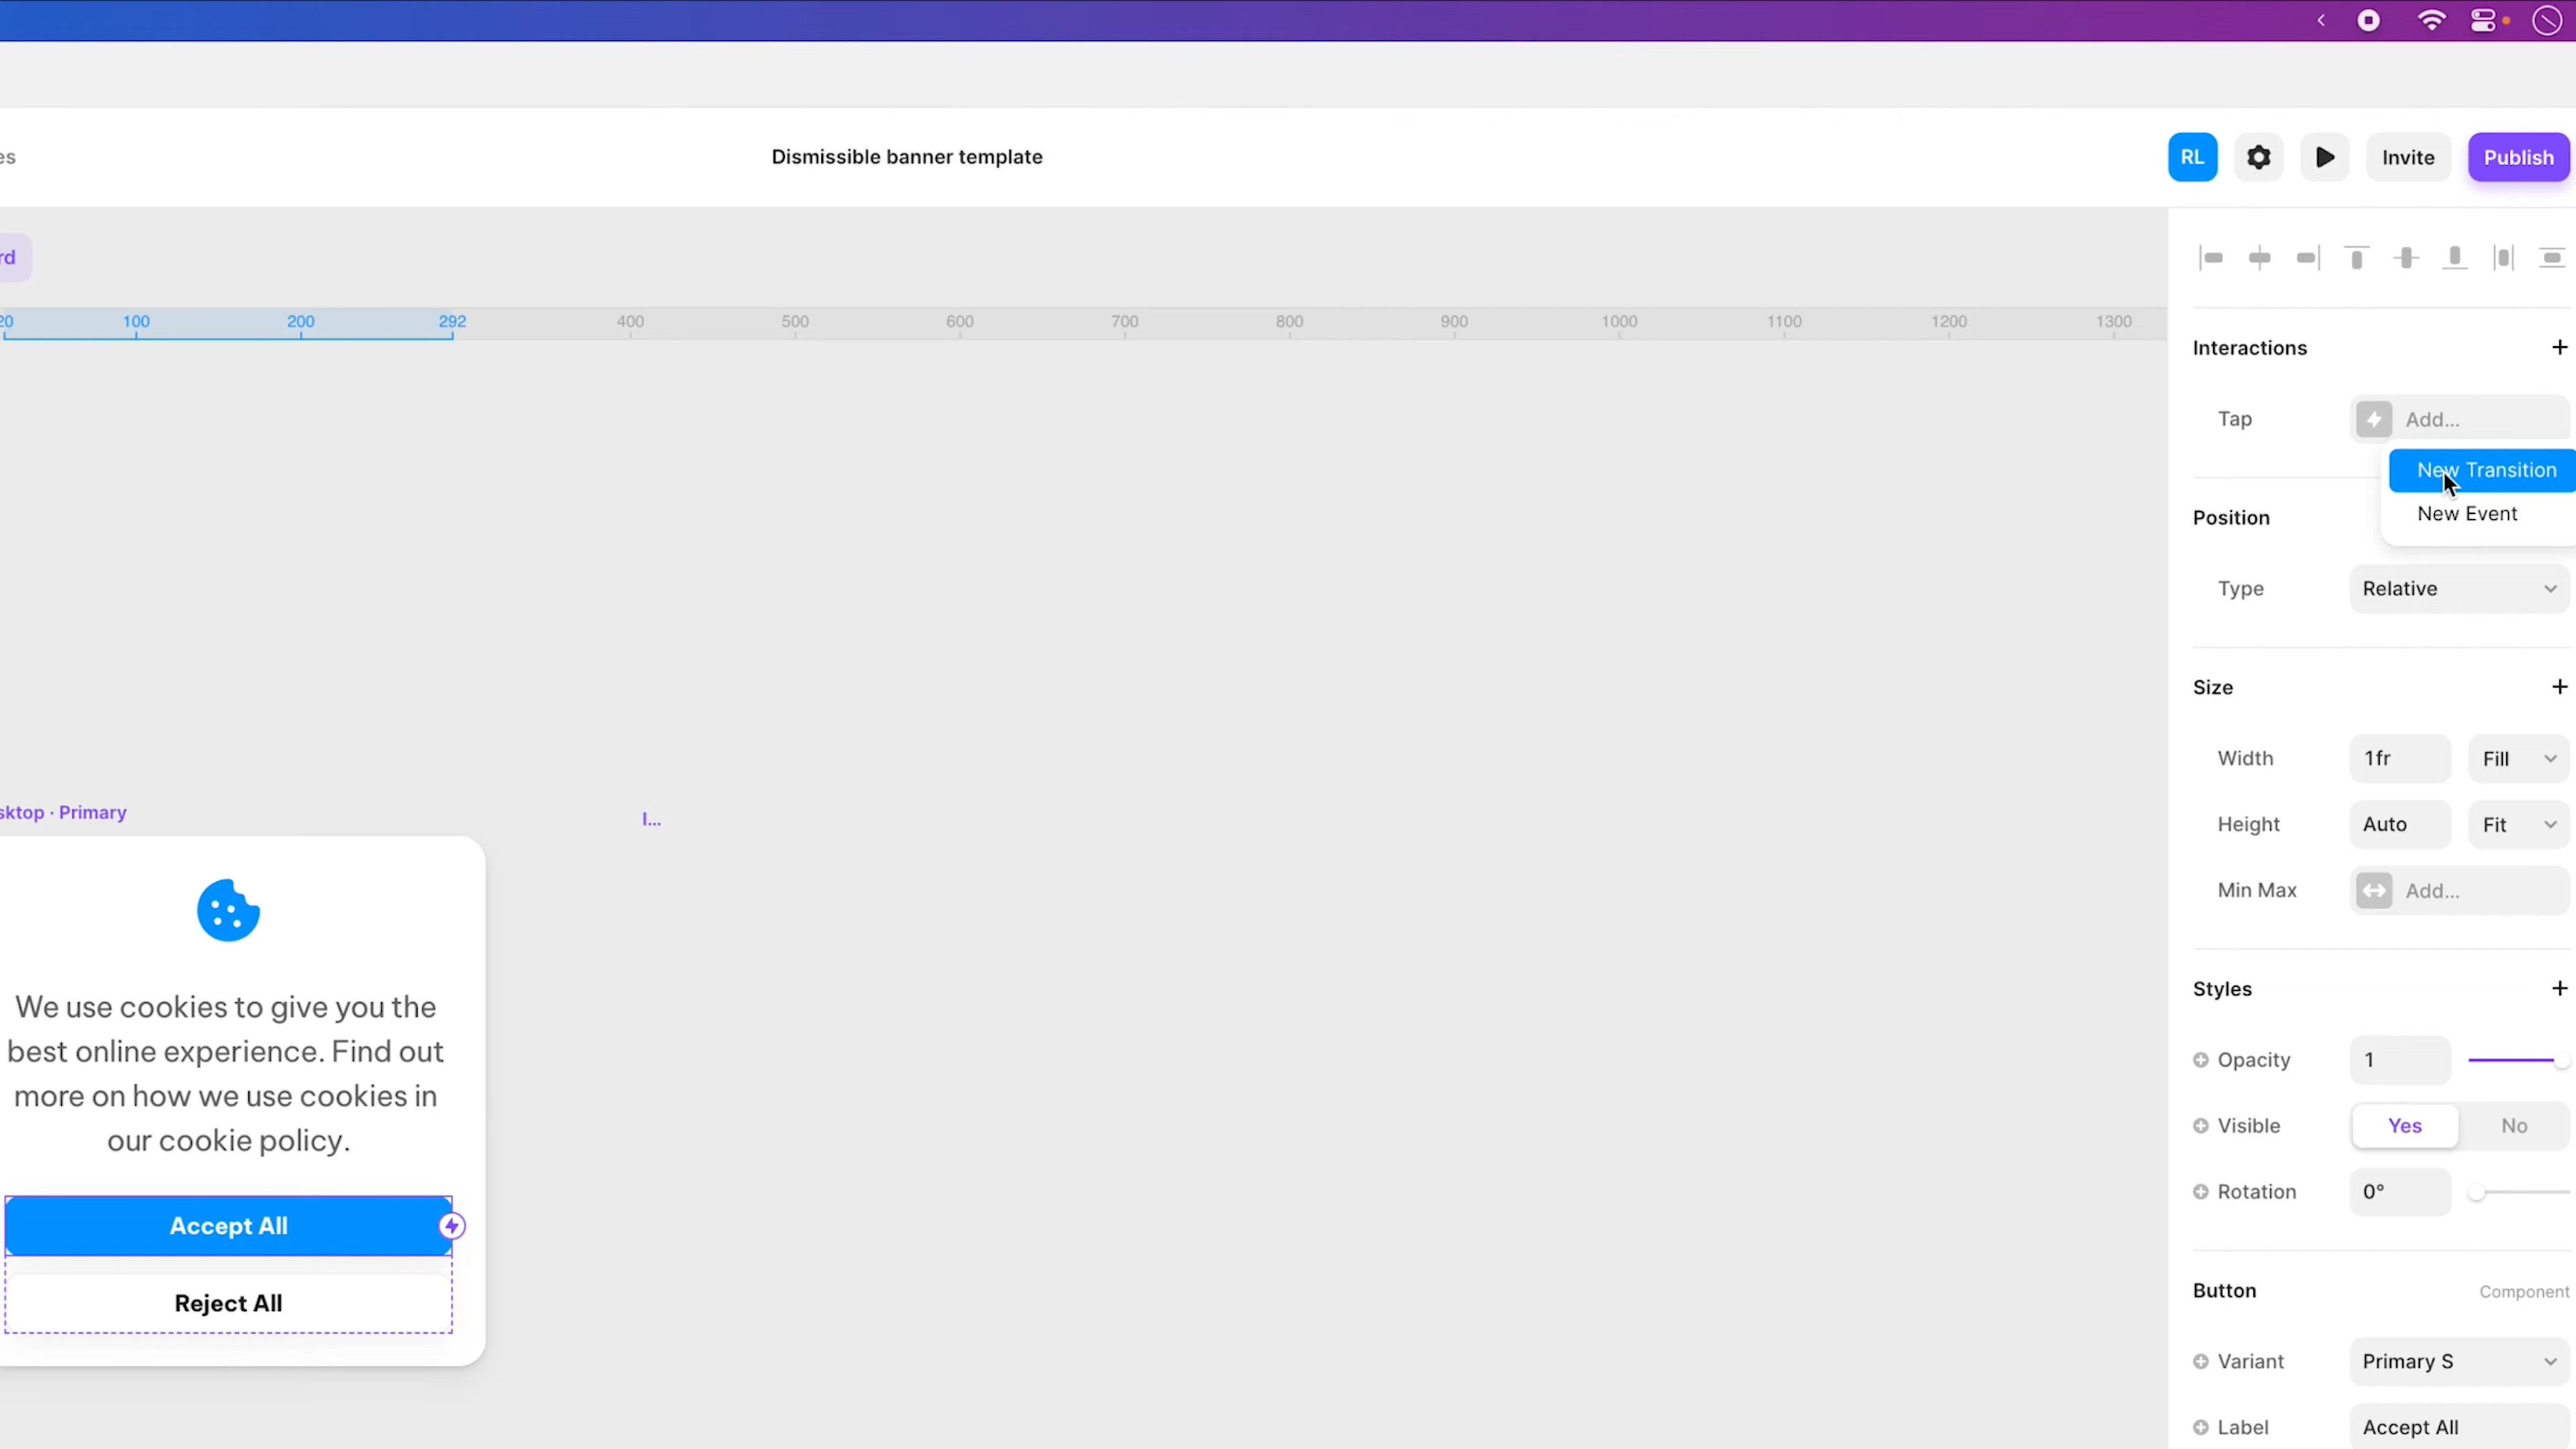 es
Dismissible banner template
RL
Invite
Publish
rd
20 100 200 292 400 500 600 700 800 900 1000 1100 1200 1300
Interactions
Tap Add...
New Transition
New Event
Position
Type Relative
Size
Width 1fr Fill
Height Auto Fit
Min Max Add...
sktop · Primary
I...
We use cookies to give you the
best online experience. Find out
more on how we use cookies in
our cookie policy.
Accept All
Reject All
Styles
Opacity 1
Visible Yes No
Rotation 0°
Button Component
Variant Primary S
Label Accept All